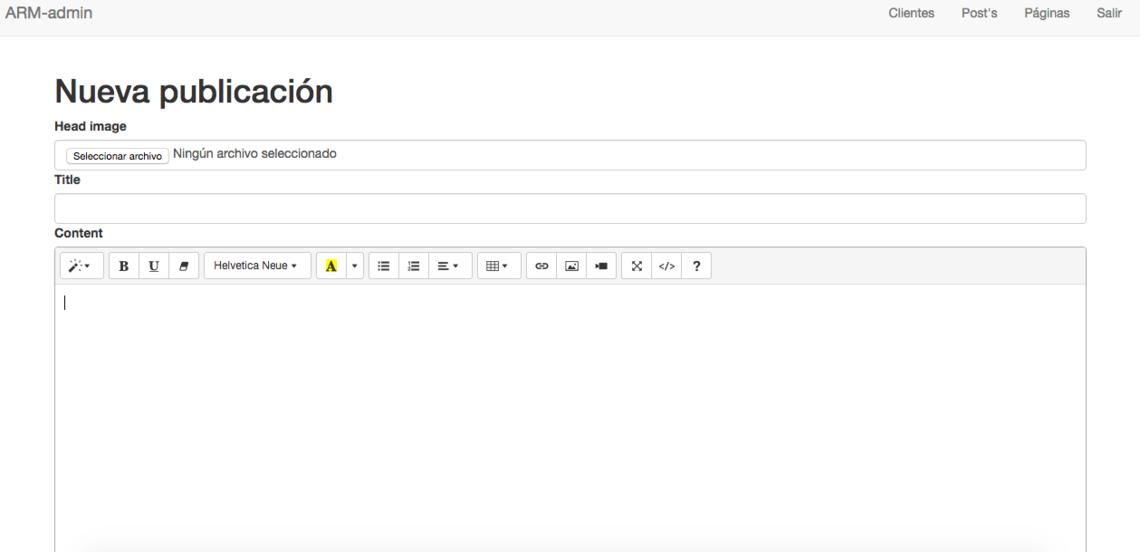 ARM-admin Clientes Post's Páginas Salir
Nueva publicación
Head image
Seleccionar archivo Ningún archivo seleccionado
Title
Content
B U Helvetica Neue A </> ?